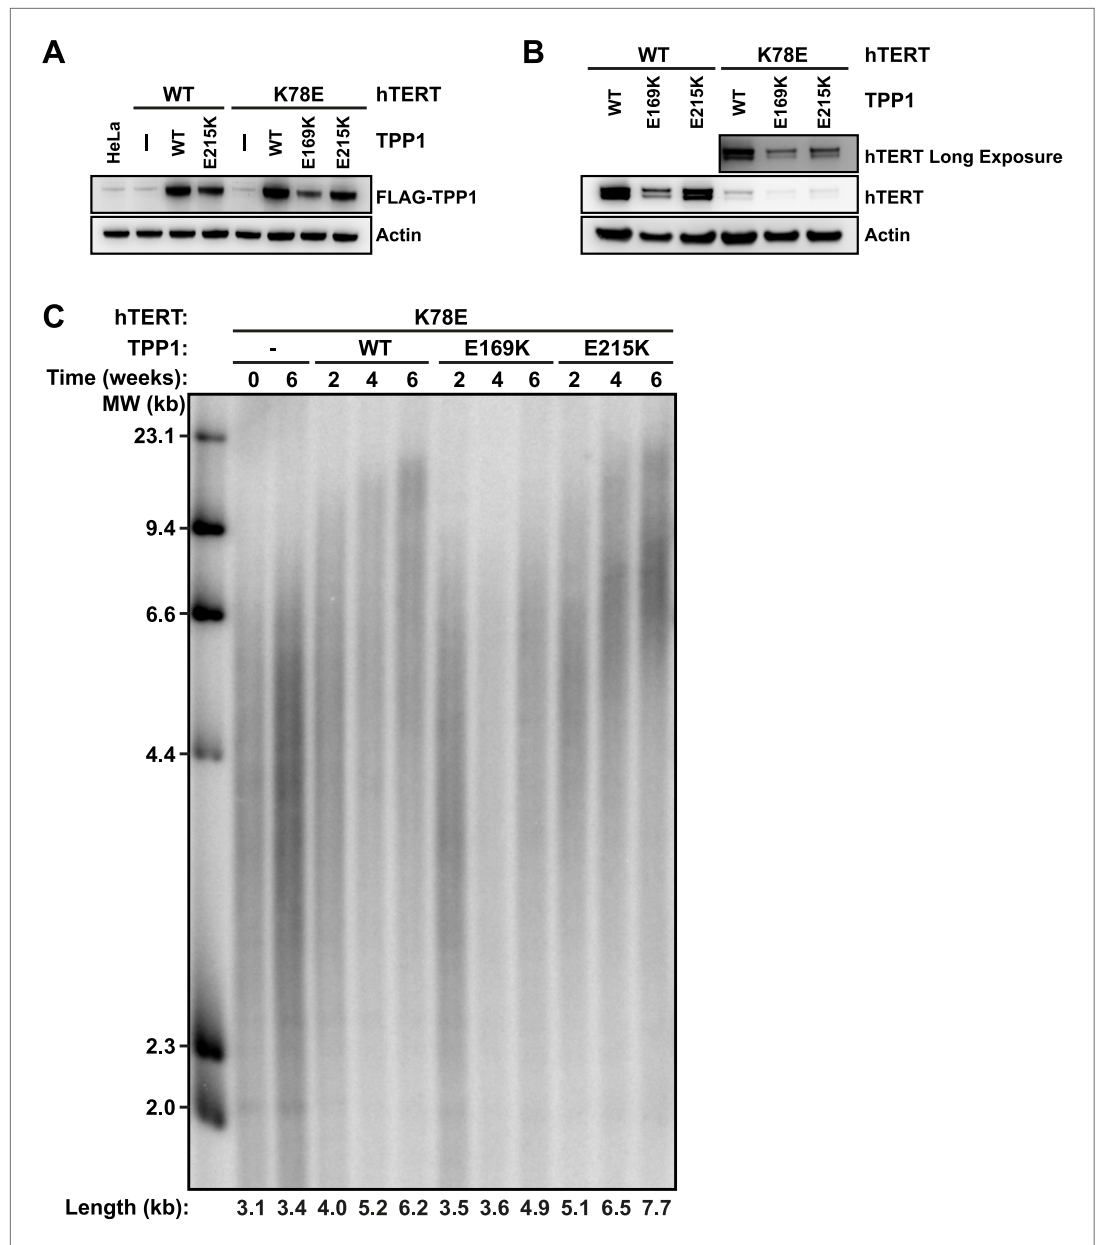 A
WT K78E hTERT
HeLa – WT E215K – WT E169K E215K TPP1
FLAG-TPP1
Actin
B
WT K78E hTERT
WT E169K E215K WT E169K E215K TPP1
hTERT Long Exposure
hTERT
Actin
C
hTERT: K78E
TPP1: - WT E169K E215K
Time (weeks): 0 6 2 4 6 2 4 6 2 4 6
MW (kb)
23.1
9.4
6.6
4.4
2.3
2.0
Length (kb): 3.1 3.4 4.0 5.2 6.2 3.5 3.6 4.9 5.1 6.5 7.7